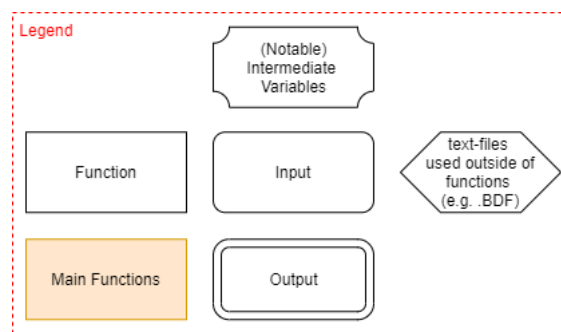 Legend
(Notable)
Intermediate
Variables
Function
Input
text-files
used outside of
functions
(e.g. .BDF)
Main Functions
Output